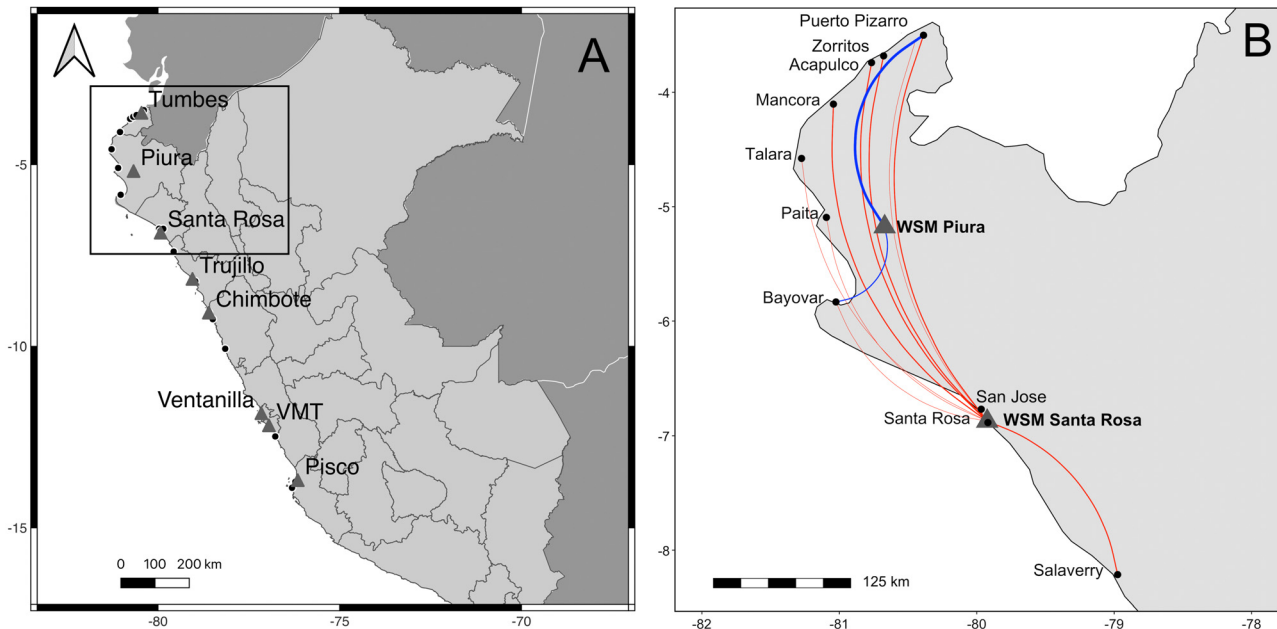 A
Tumbes
-5
Piura
Santa Rosa
Trujillo
Chimbote
-10
Ventanilla
VMT
Pisco
-15
0 100 200 km
-80
-75
-70
B
Puerto Pizarro
Zorritos
Acapulco
-4
Mancora
Talara
-5
Paita
WSM Piura
Bayovar
-6
San Jose
Santa Rosa
WSM Santa Rosa
-7
-8
Salaverry
125 km
-82
-81
-80
-79
-78